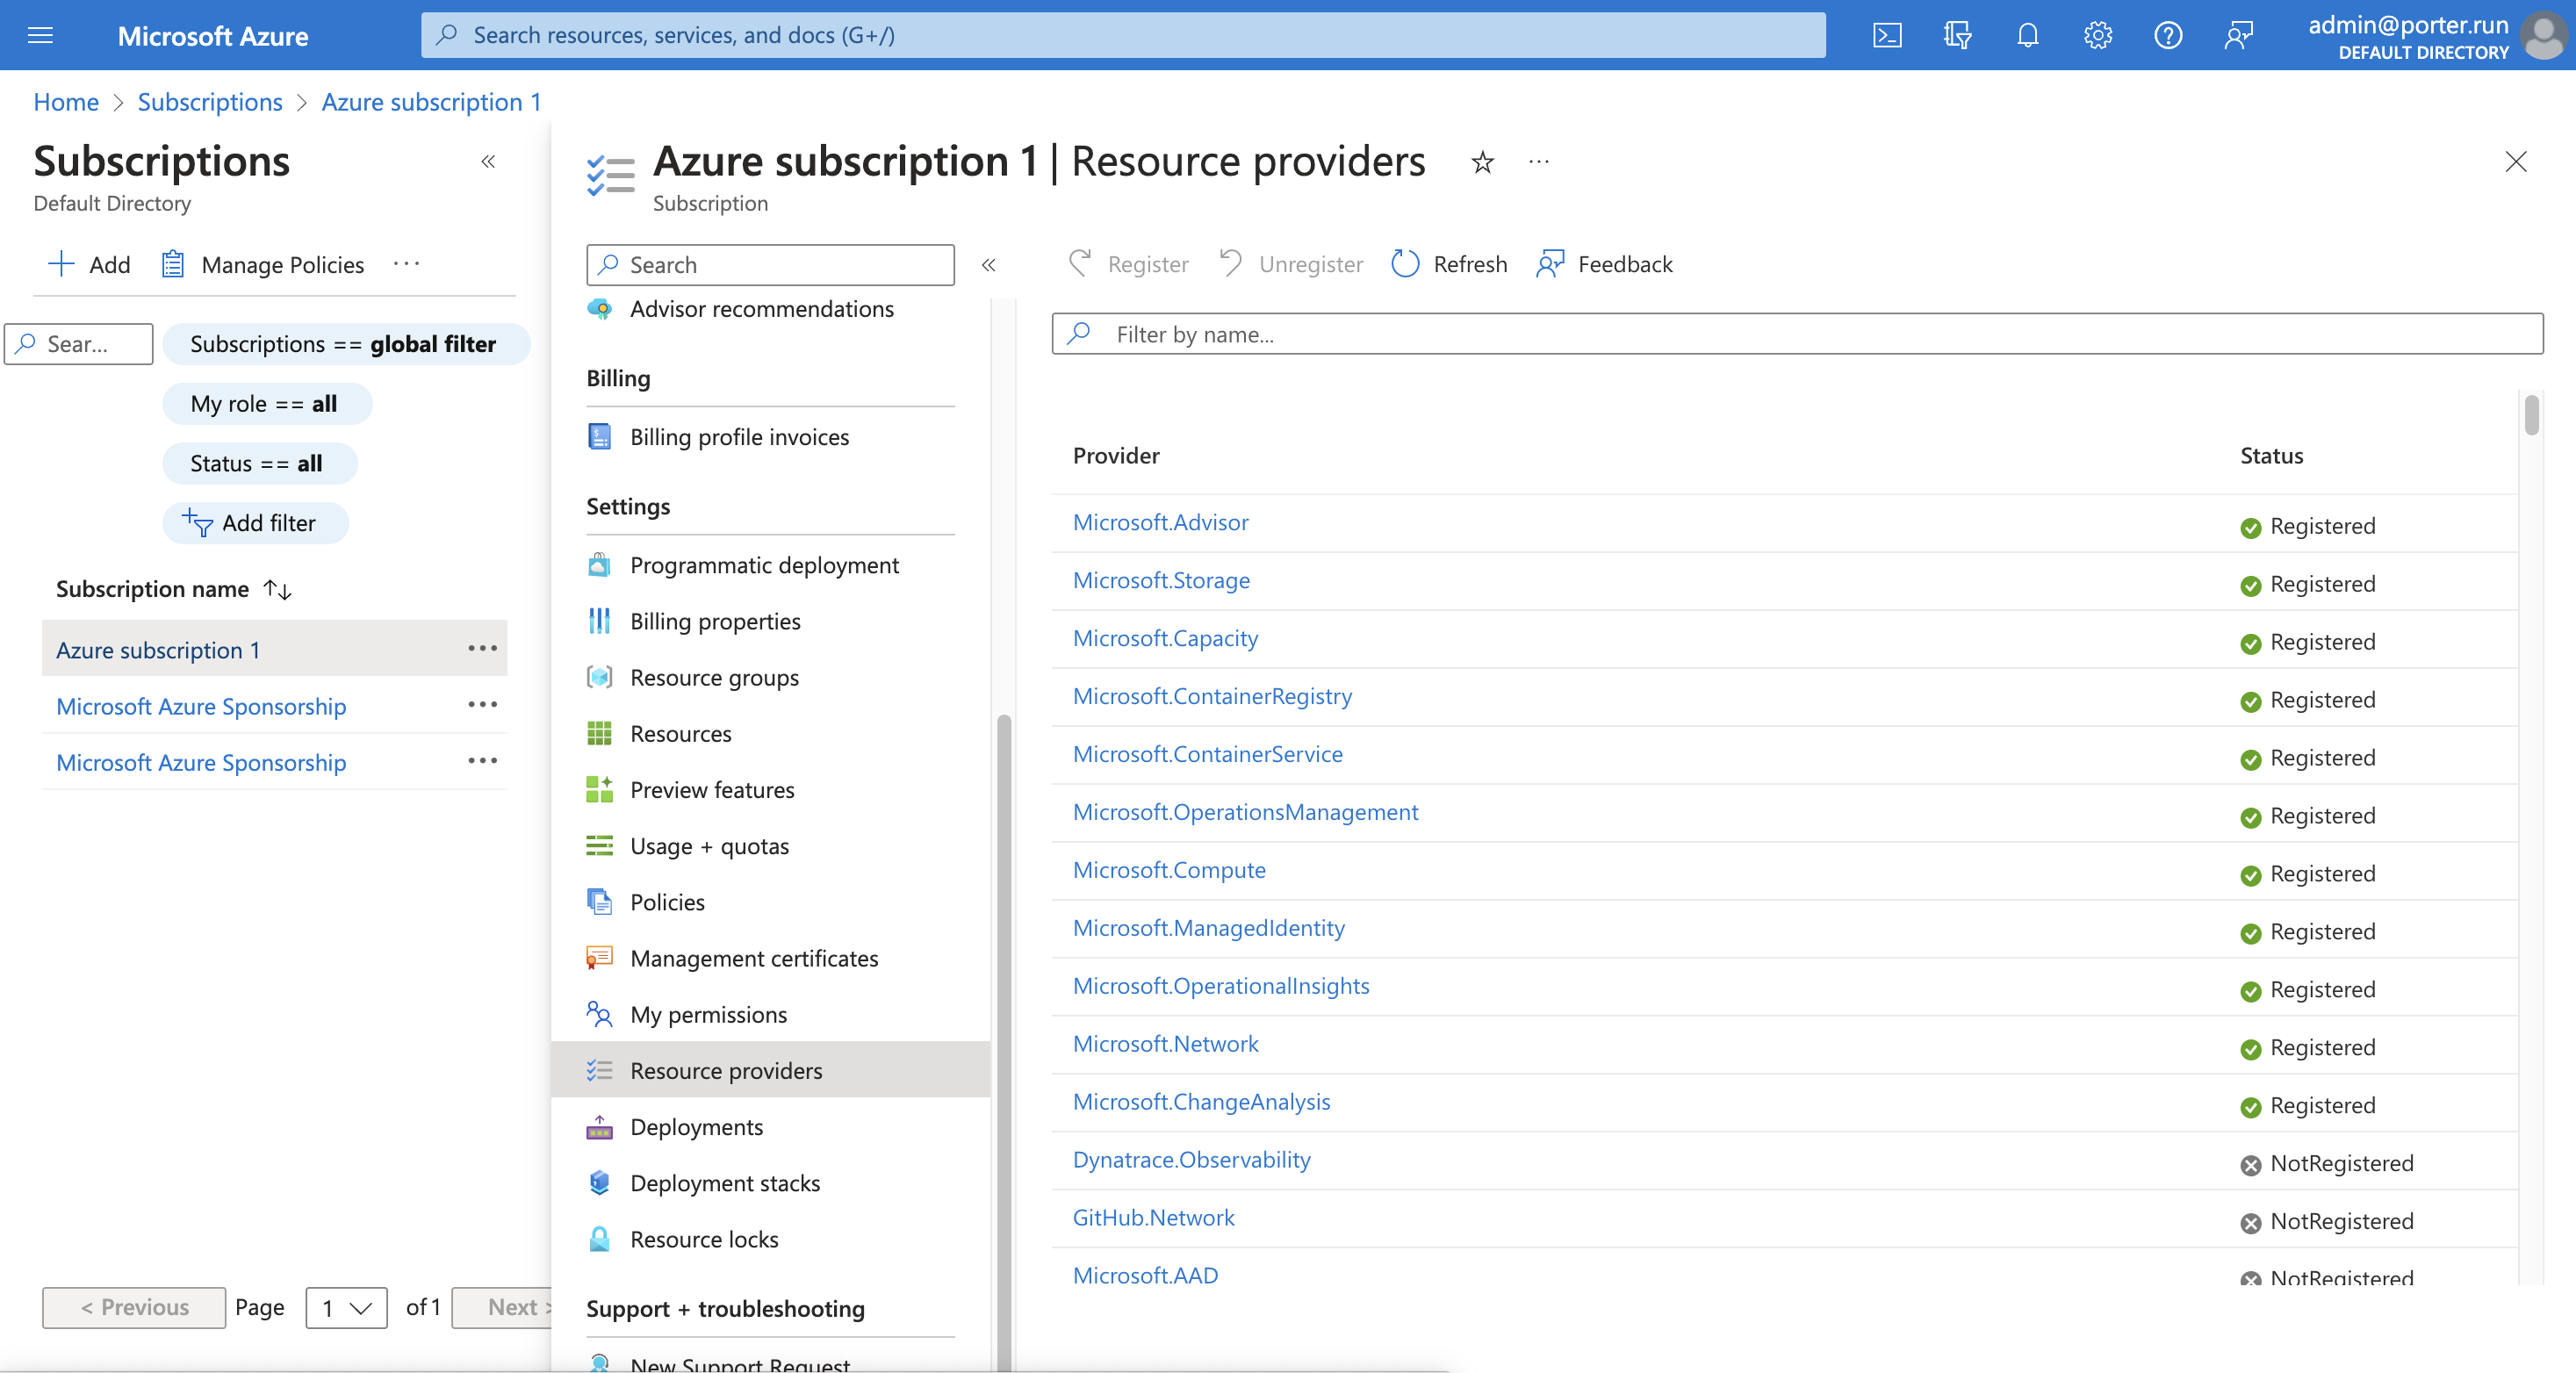 Microsoft Azure
Search resources, services, and docs (G+/)
admin@porter.run
DEFAULT DIRECTORY
Home > Subscriptions > Azure subscription 1
Subscriptions
Default Directory
Add
Manage Policies
Sear...
Subscriptions == global filter
My role == all
Status == all
Add filter
Subscription name
Azure subscription 1
Microsoft Azure Sponsorship
Microsoft Azure Sponsorship
< Previous
Page
1
of 1
Next >
Azure subscription 1 | Resource providers
Subscription
Search
Advisor recommendations
Billing
Billing profile invoices
Settings
Programmatic deployment
Billing properties
Resource groups
Resources
Preview features
Usage + quotas
Policies
Management certificates
My permissions
Resource providers
Deployments
Deployment stacks
Resource locks
Support + troubleshooting
New Support Request
Register
Unregister
Refresh
Feedback
Filter by name...
Provider Status
Microsoft.Advisor Registered
Microsoft.Storage Registered
Microsoft.Capacity Registered
Microsoft.ContainerRegistry Registered
Microsoft.ContainerService Registered
Microsoft.OperationsManagement Registered
Microsoft.Compute Registered
Microsoft.ManagedIdentity Registered
Microsoft.OperationalInsights Registered
Microsoft.Network Registered
Microsoft.ChangeAnalysis Registered
Dynatrace.Observability NotRegistered
GitHub.Network NotRegistered
Microsoft.AAD NotRegistered